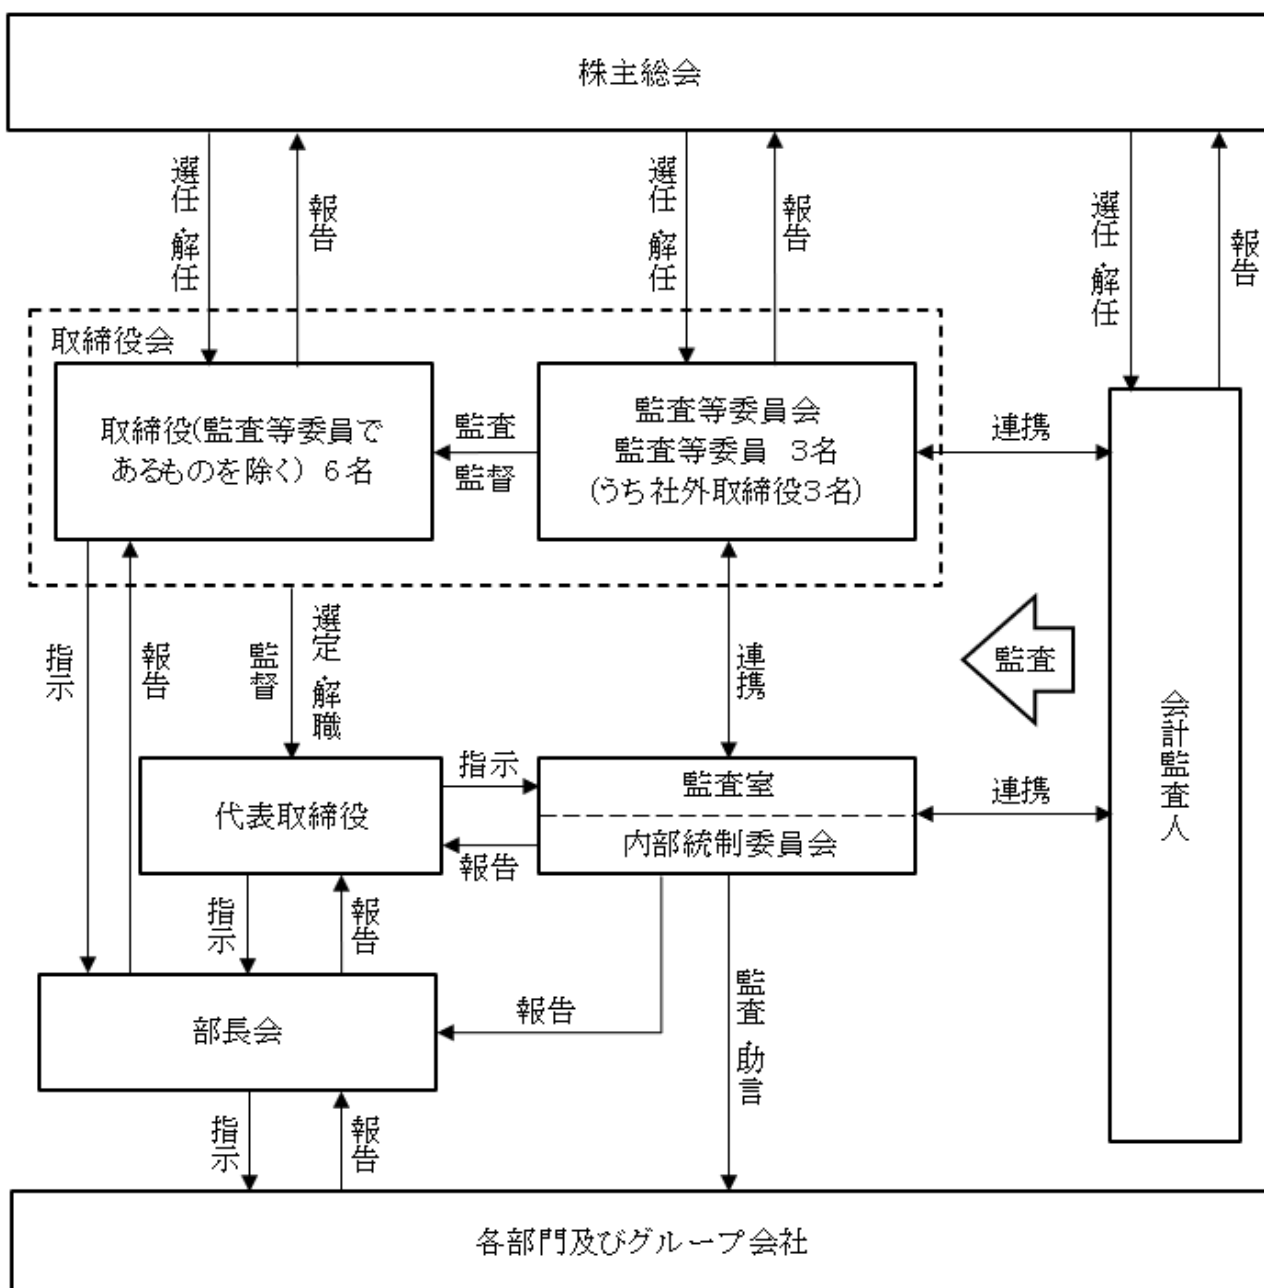 株主総会
選任・解任
報告
選任・解任
報告
選任・解任
報告
取締役会
取締役(監査等委員で
あるものを除く) 6名
監査
監督
監査等委員会
監査等委員 3名
(うち社外取締役3名)
連携
指示
報告
監督
選定・解職
連携
監査
会計監査人
代表取締役
指示
報告
監査室
内部統制委員会
連携
指示
報告
部長会
報告
監査・助言
指示
報告
各部門及びグループ会社